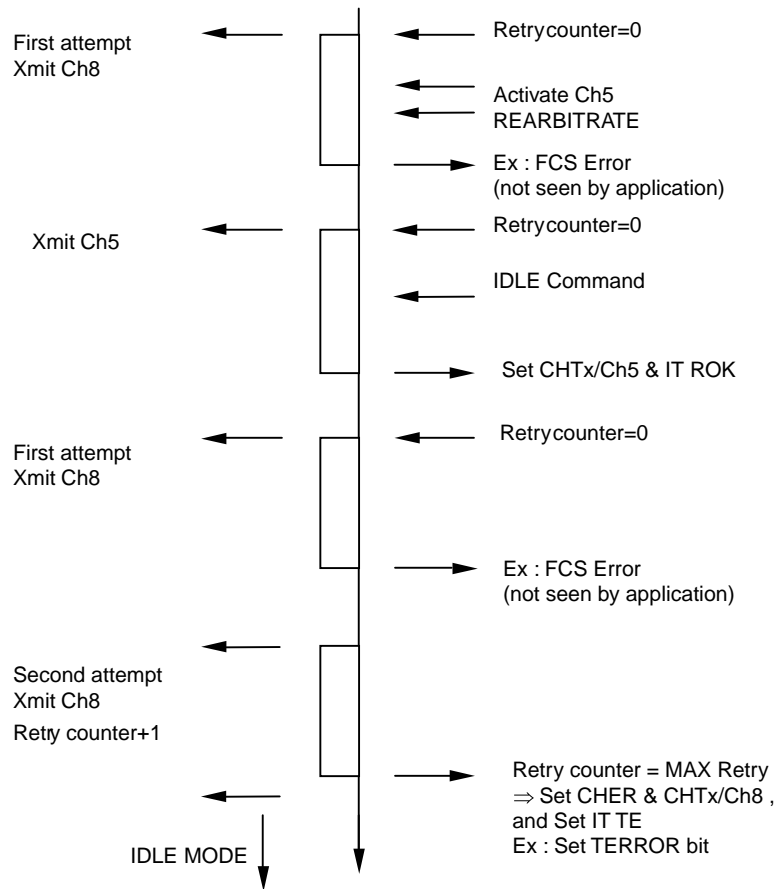 First attempt
Xmit Ch8
Retrycounter=0
Activate Ch5
REARBITRATE
Ex : FCS Error
(not seen by application)
Xmit Ch5
Retrycounter=0
IDLE Command
Set CHTx/Ch5 & IT ROK
First attempt
Xmit Ch8
Retrycounter=0
Ex : FCS Error
(not seen by application)
Second attempt
Xmit Ch8
Retry counter+1
Retry counter = MAX Retry
⇒ Set CHER & CHTx/Ch8 ,
and Set IT TE
Ex : Set TERROR bit
IDLE MODE